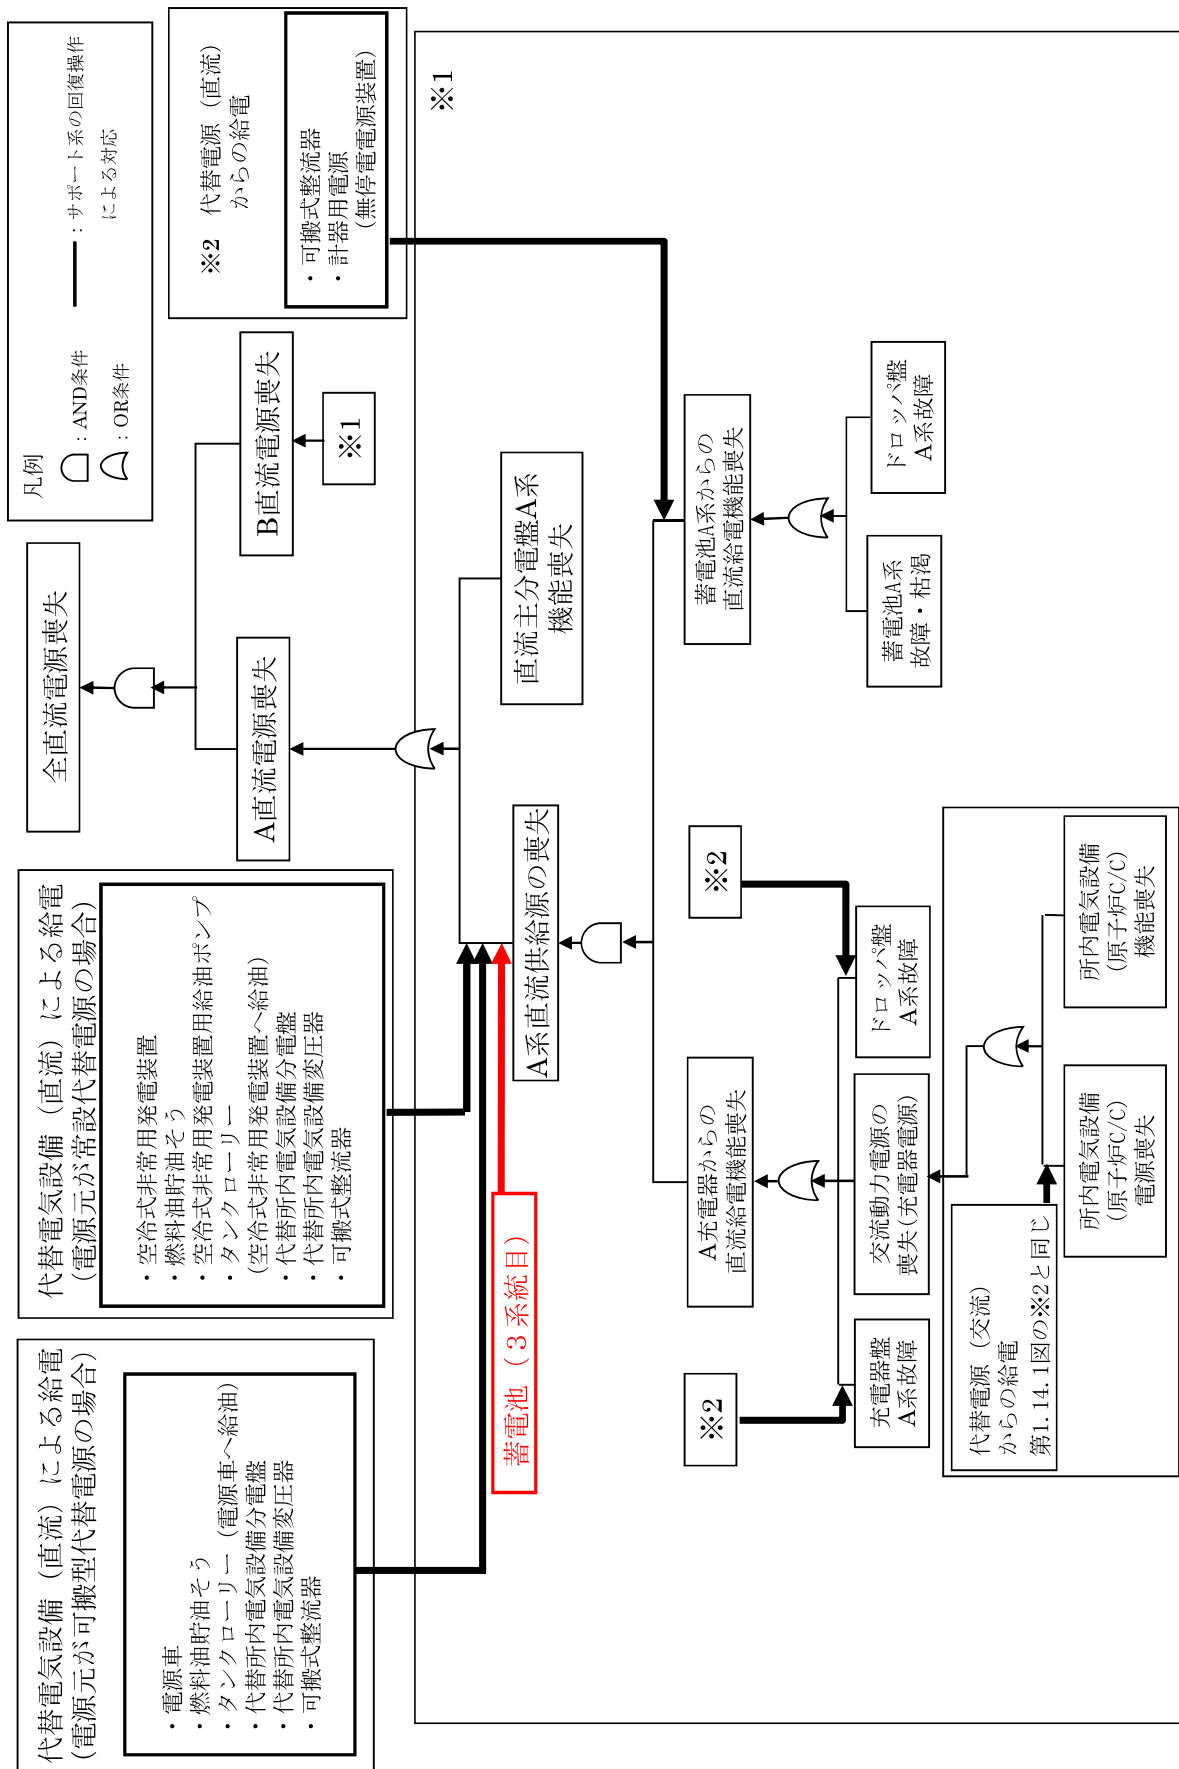 代替電気設備（直流）による給電
（電源元が可搬型代替電源の場合）
・電源車
・燃料油貯油そう
・タンクローリー（電源車へ給油）
・代替所内電気設備分電盤
・代替所内電気設備変圧器
・可搬式整流器
代替電気設備（直流）による給電
（電源元が常設代替電源の場合）
・空冷式非常用発電装置
・燃料油貯油そう
・空冷式非常用発電装置用給油ポンプ
・タンクローリー
（空冷式非常用発電装置へ給油）
・代替所内電気設備分電盤
・代替所内電気設備変圧器
・可搬式整流器
蓄電池（３系統目）
全直流電源喪失
A直流電源喪失
B直流電源喪失
※1
凡例
：AND条件
：OR条件
：サポート系の回復操作
による対応
※2 代替電源（直流）
からの給電
・可搬式整流器
・計器用電源
（無停電電源装置）
※1
A系直流供給源の喪失
直流主分電盤A系
機能喪失
A充電器からの
直流給電機能喪失
蓄電池A系からの
直流給電機能喪失
※2
※2
充電器盤
A系故障
交流動力電源の
喪失（充電器電源）
ドロッパ盤
A系故障
蓄電池A系
故障・枯渇
ドロッパ盤
A系故障
代替電源（交流）
からの給電
第1.14.1図の※2と同じ
所内電気設備
（原子炉C/C）
電源喪失
所内電気設備
（原子炉C/C）
機能喪失